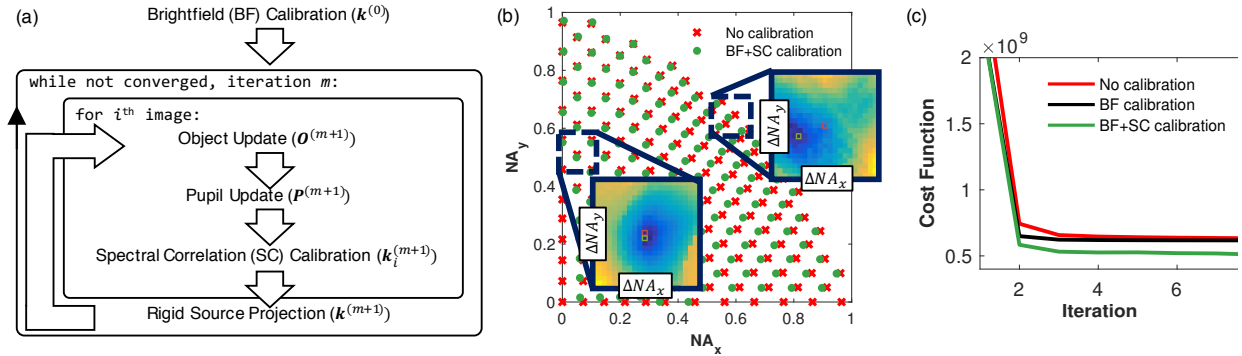 (a)
Brightfield (BF) Calibration (k^(0))
while not converged, iteration m:
for i^th image:
Object Update (O^(m+1))
Pupil Update (P^(m+1))
Spectral Correlation (SC) Calibration (k_i^(m+1))
Rigid Source Projection (k^(m+1))
(b)
No calibration
BF+SC calibration
1
0.8
0.6
0.4
0.2
0
NA_y
0 0.2 0.4 0.6 0.8 1
NA_x
ΔNA_y
ΔNA_x
ΔNA_y
ΔNA_x
(c)
2 × 10^9
No calibration
BF calibration
BF+SC calibration
1.5
1
0.5
Cost Function
2 4 6
Iteration